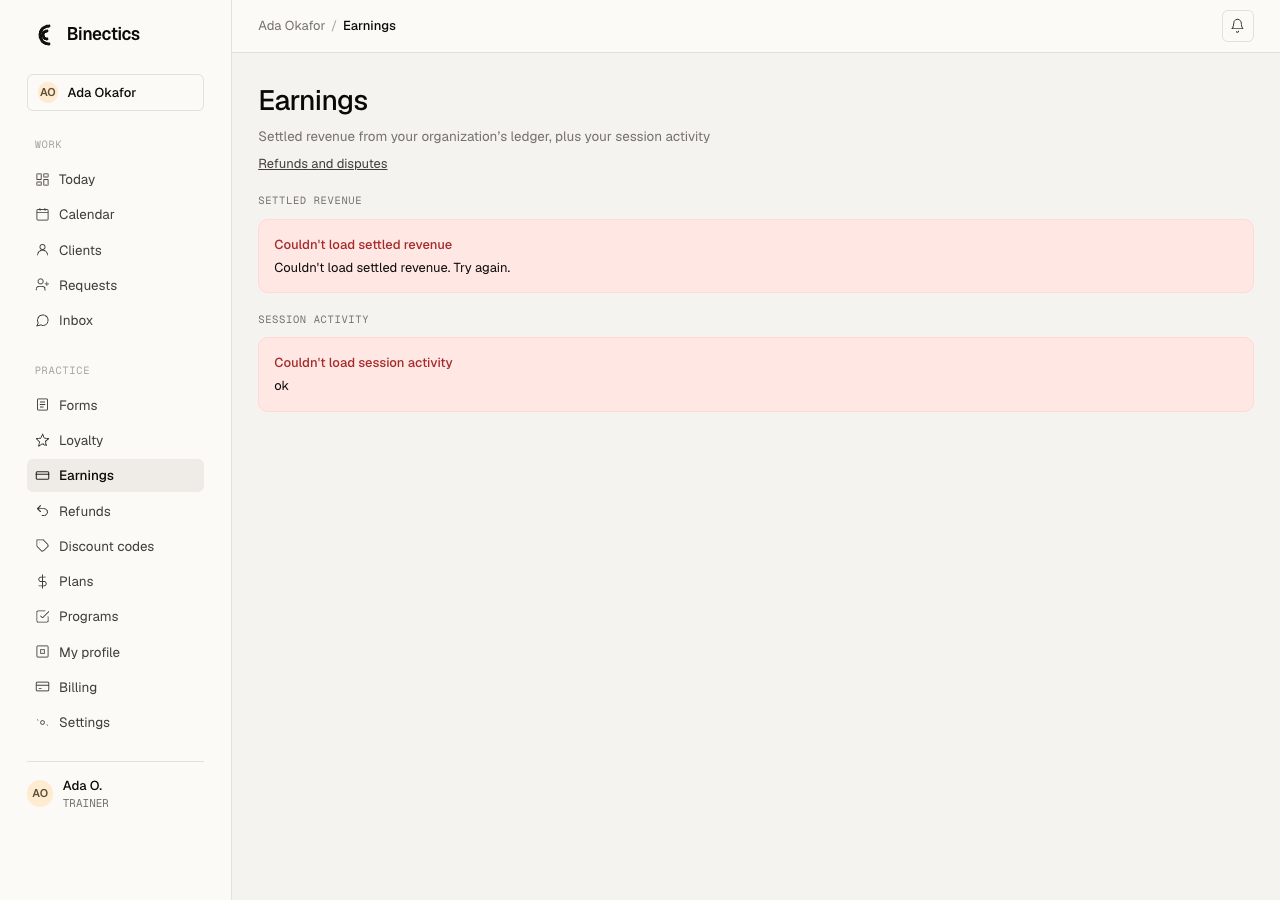 Binectics
AO Ada Okafor
WORK
Today
Calendar
Clients
Requests
Inbox
PRACTICE
Forms
Loyalty
Earnings
Refunds
Discount codes
Plans
Programs
My profile
Billing
Settings
AO Ada O.
TRAINER
Ada Okafor / Earnings
Earnings
Settled revenue from your organization's ledger, plus your session activity
Refunds and disputes
SETTLED REVENUE
Couldn't load settled revenue
Couldn't load settled revenue. Try again.
SESSION ACTIVITY
Couldn't load session activity
ok